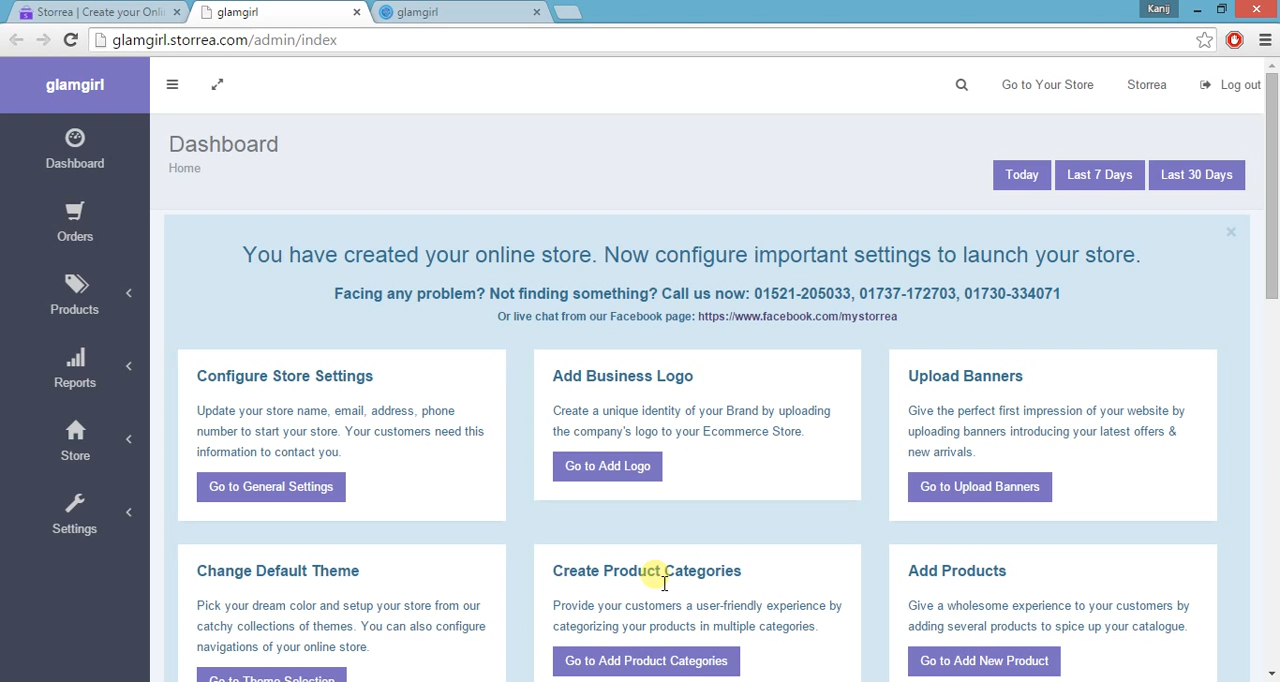 Storrea | Create your Onli
glamgirl
glamgirl
Kanij
glamgirl.storrea.com/admin/index
glamgirl
Go to Your Store
Storrea
Log out
Dashboard
Home
Today
Last 7 Days
Last 30 Days
Dashboard
Orders
Products
Reports
Store
Settings
You have created your online store. Now configure important settings to launch your store.
Facing any problem? Not finding something? Call us now: 01521-205033, 01737-172703, 01730-334071
Or live chat from our Facebook page: https://www.facebook.com/mystorrea
Configure Store Settings
Update your store name, email, address, phone
number to start your store. Your customers need this
information to contact you.
Go to General Settings
Add Business Logo
Create a unique identity of your Brand by uploading
the company's logo to your Ecommerce Store.
Go to Add Logo
Upload Banners
Give the perfect first impression of your website by
uploading banners introducing your latest offers &
new arrivals.
Go to Upload Banners
Change Default Theme
Pick your dream color and setup your store from our
catchy collections of themes. You can also configure
navigations of your online store.
Go to Theme Selection
Create Product Categories
Provide your customers a user-friendly experience by
categorizing your products in multiple categories.
Go to Add Product Categories
Add Products
Give a wholesome experience to your customers by
adding several products to spice up your catalogue.
Go to Add New Product